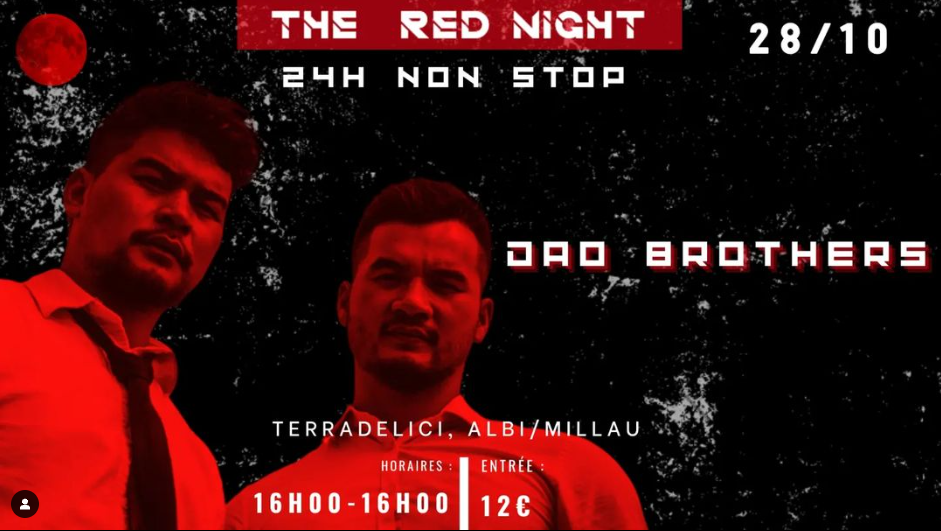 THE RED NIGHT
28/10
24H NON STOP
DAO BROTHERS
TERRADELICI, ALBI/MILLAU
HORAIRES :
ENTRÉE :
16H00-16H00
12€